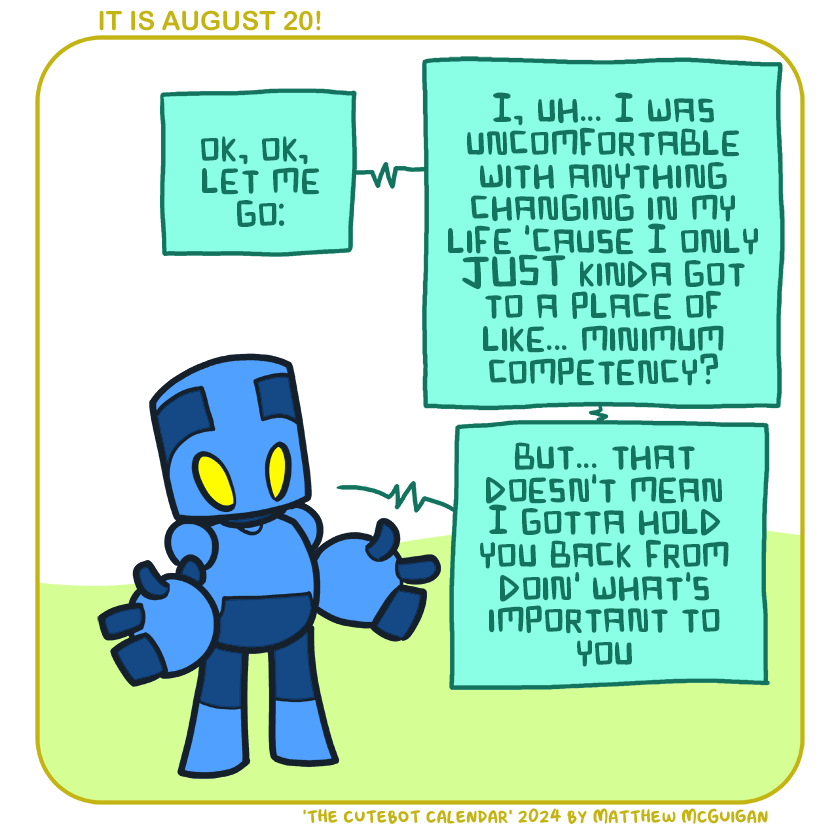 IT IS AUGUST 20!
OK, OK,
LET ME
GO:
I, UH... I WAS
UNCOMFORTABLE
WITH ANYTHING
CHANGING IN MY
LIFE 'CAUSE I ONLY
JUST KINDA GOT
TO A PLACE OF
LIKE... MINIMUM
COMPETENCY?
BUT... THAT
DOESN'T MEAN
I GOTTA HOLD
YOU BACK FROM
DOIN' WHAT'S
IMPORTANT TO
YOU
'THE CUTEBOT CALENDAR' 2024 BY MATTHEW MCGUIGAN